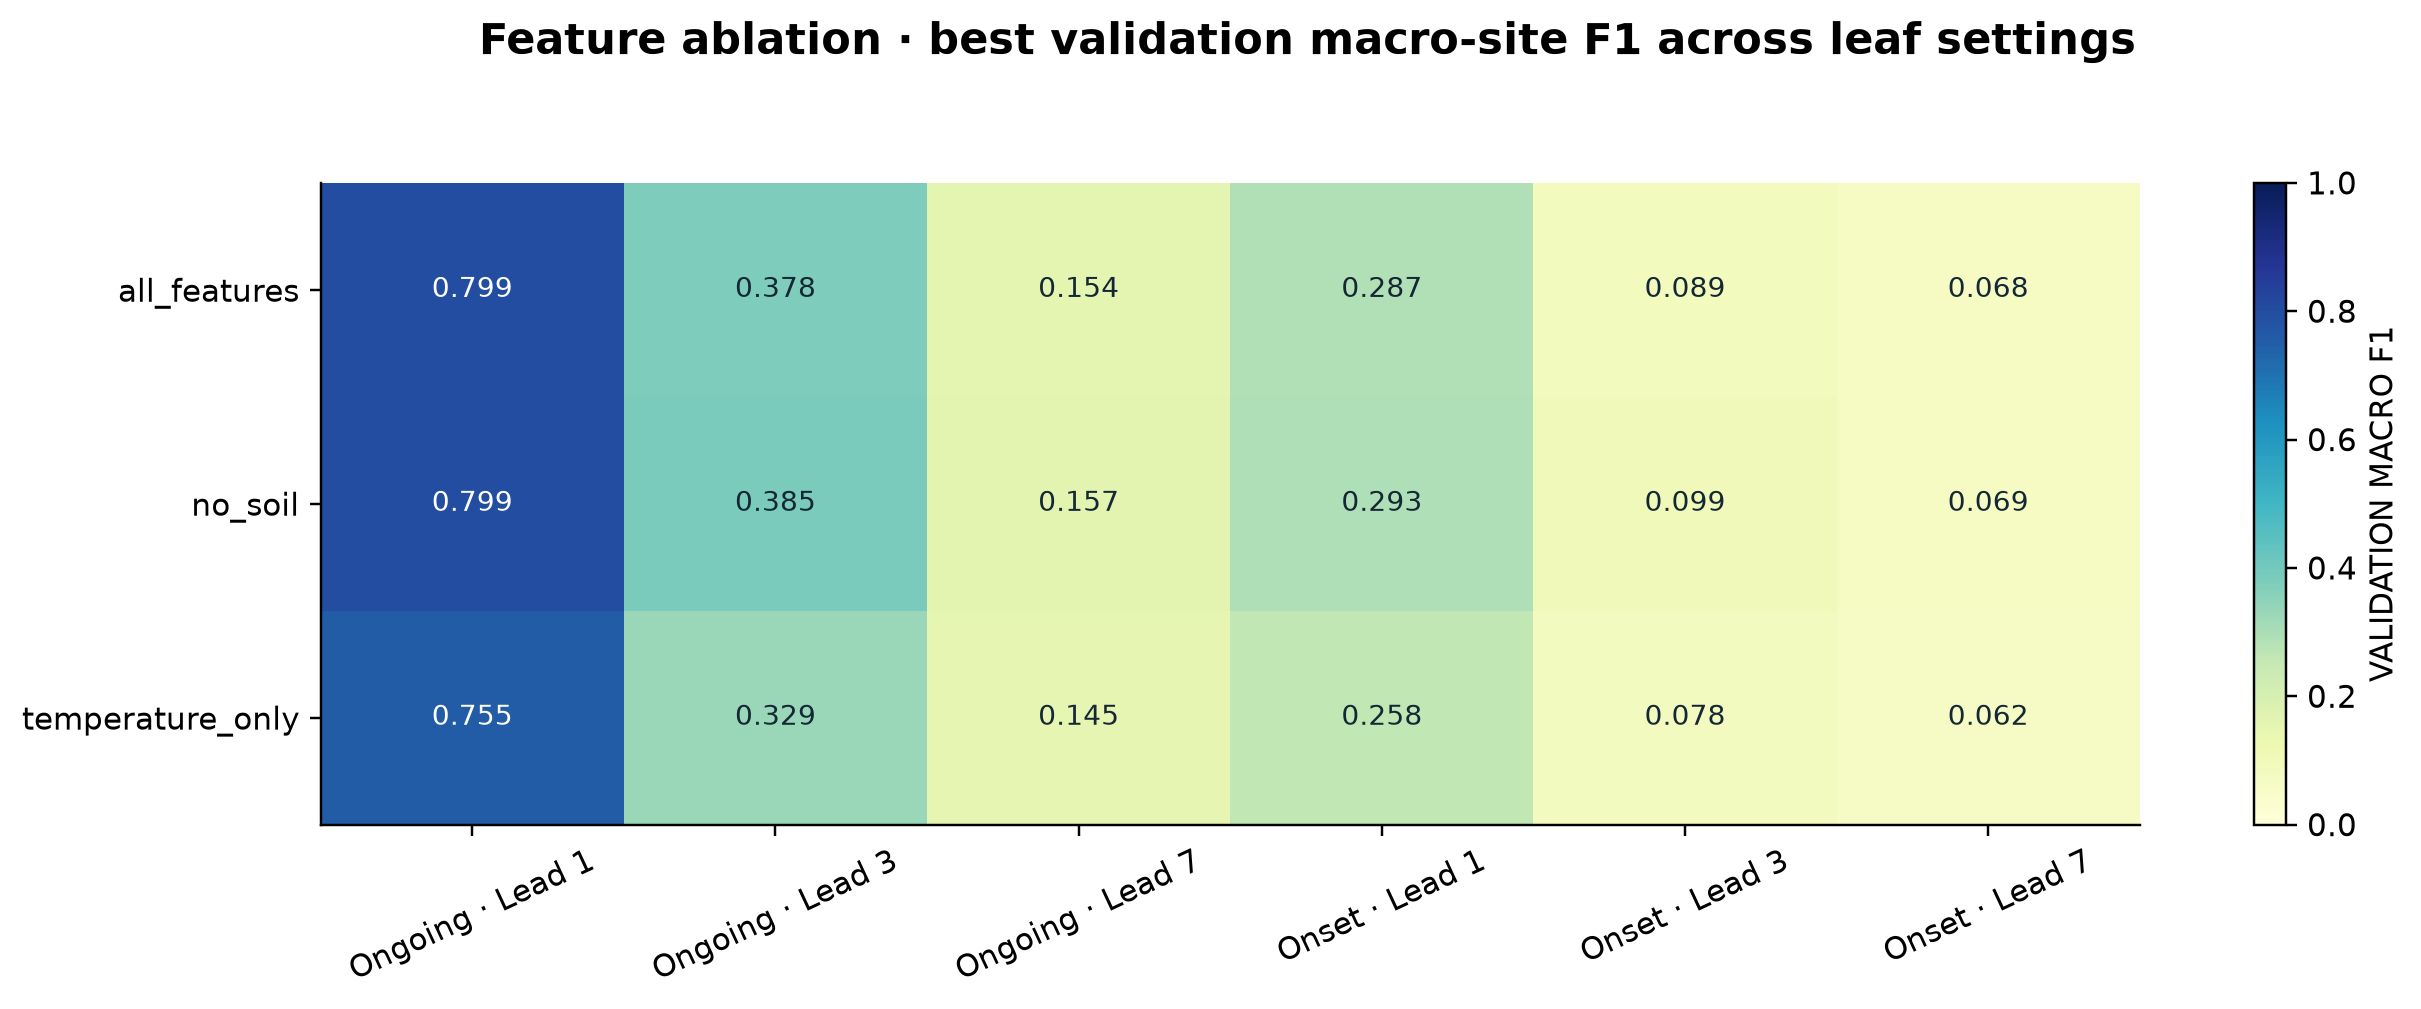 Feature ablation · best validation macro-site F1 across leaf settings
all_features 0.799 0.378 0.154 0.287 0.089 0.068
no_soil 0.799 0.385 0.157 0.293 0.099 0.069
temperature_only 0.755 0.329 0.145 0.258 0.078 0.062
Ongoing · Lead 1
Ongoing · Lead 3
Ongoing · Lead 7
Onset · Lead 1
Onset · Lead 3
Onset · Lead 7
1.0
0.8
0.6
0.4
0.2
0.0
VALIDATION MACRO F1